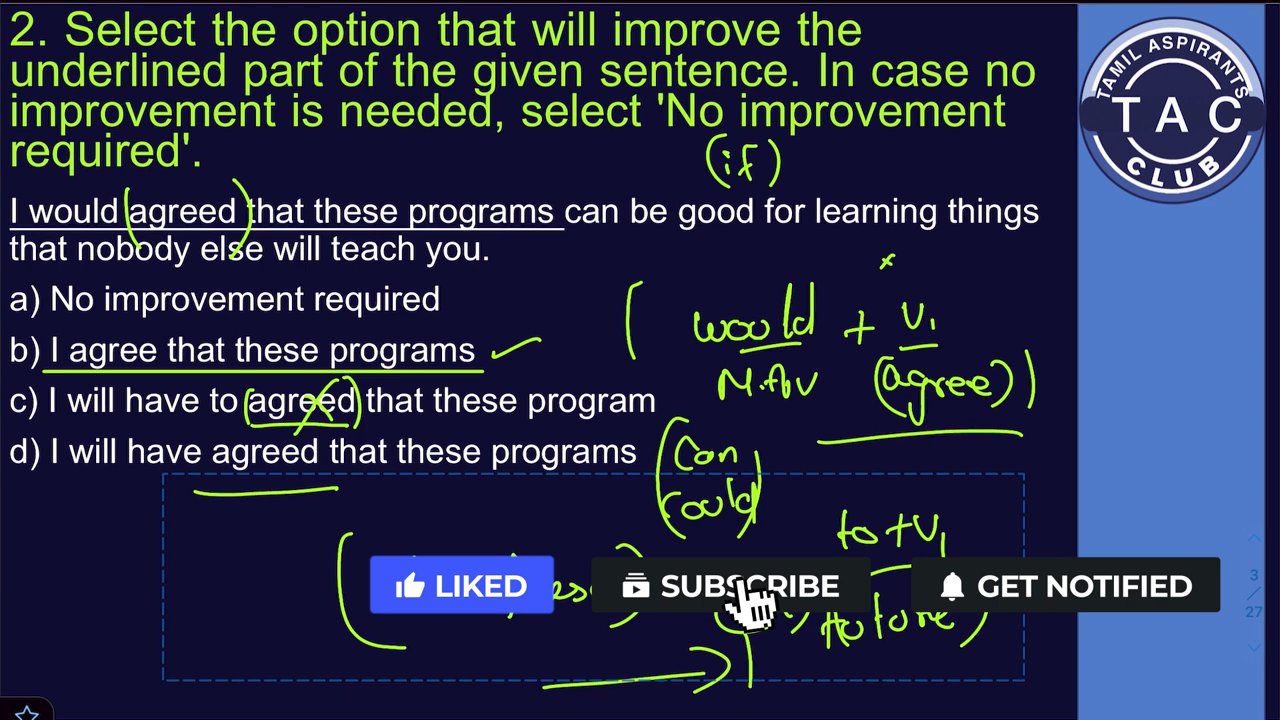 2. Select the option that will improve the
underlined part of the given sentence. In case no
improvement is needed, select 'No improvement
required'.
(if)
I would (agreed) that these programs can be good for learning things
that nobody else will teach you.
a) No improvement required
b) I agree that these programs
c) I will have to (agreed) that these program
d) I will have agreed that these programs
(would + V1
M.AV (agree))
(Can
Could)
to + V1
LIKED
SUBSCRIBE
GET NOTIFIED
TAMIL ASPIRANTS
TAC
CLUB
3
/
27